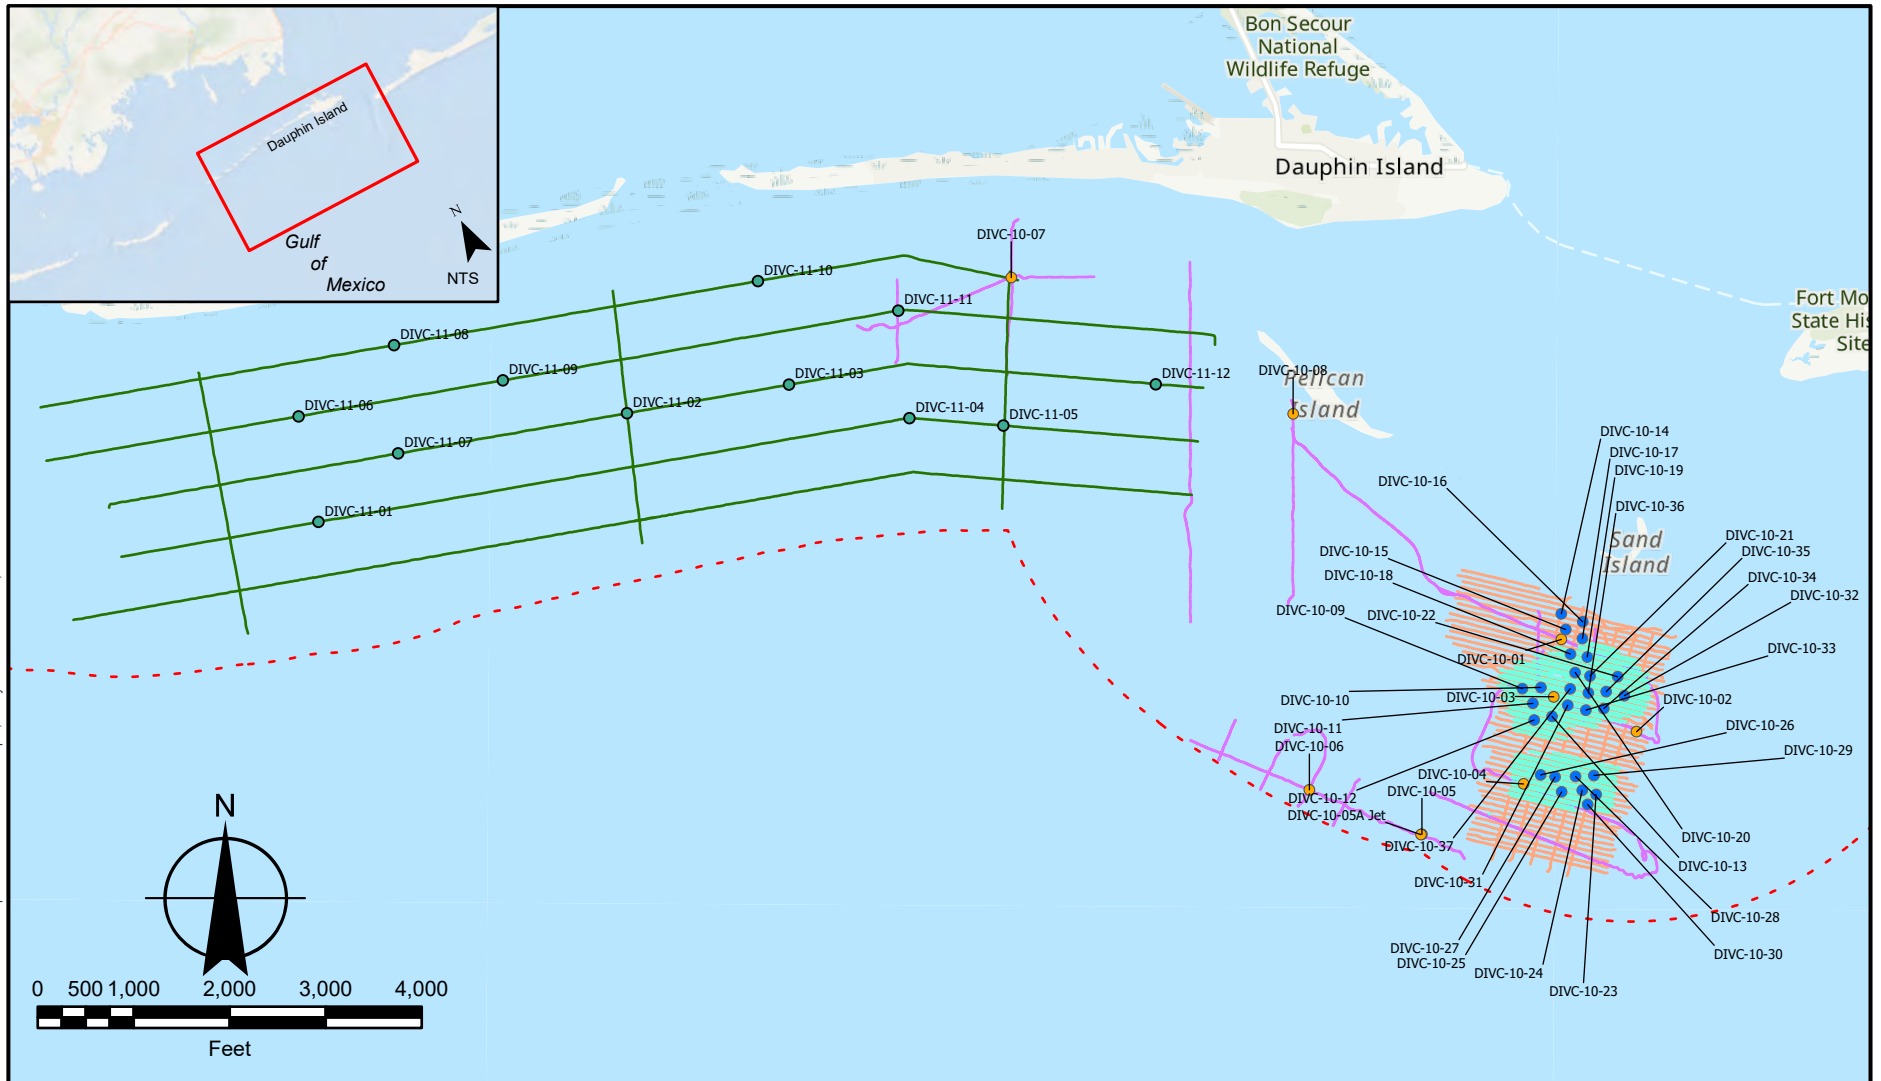 Bon Secour
National
Wildlife Refuge
Dauphin Island
Dauphin Island
Gulf
of
Mexico
N
NTS
DIVC-10-07
DIVC-11-10
DIVC-11-11
DIVC-11-08
DIVC-11-09
DIVC-11-03
DIVC-11-12
DIVC-11-06
DIVC-11-02
DIVC-11-04
DIVC-11-05
DIVC-11-07
DIVC-11-01
DIVC-10-08
Pelican
Island
Fort Mo
State His
Site
DIVC-10-14
DIVC-10-17
DIVC-10-19
DIVC-10-16
DIVC-10-36
Sand
Island
DIVC-10-21
DIVC-10-35
DIVC-10-15
DIVC-10-18
DIVC-10-34
DIVC-10-32
DIVC-10-09
DIVC-10-22
DIVC-10-33
DIVC-10-01
DIVC-10-10
DIVC-10-03
DIVC-10-02
DIVC-10-11
DIVC-10-26
DIVC-10-06
DIVC-10-29
DIVC-10-04
DIVC-10-12
DIVC-10-05
DIVC-10-05A Jet
DIVC-10-37
DIVC-10-20
DIVC-10-13
DIVC-10-31
DIVC-10-28
DIVC-10-27
DIVC-10-25
DIVC-10-30
DIVC-10-24
DIVC-10-23
N
0 500 1,000 2,000 3,000 4,000
Feet